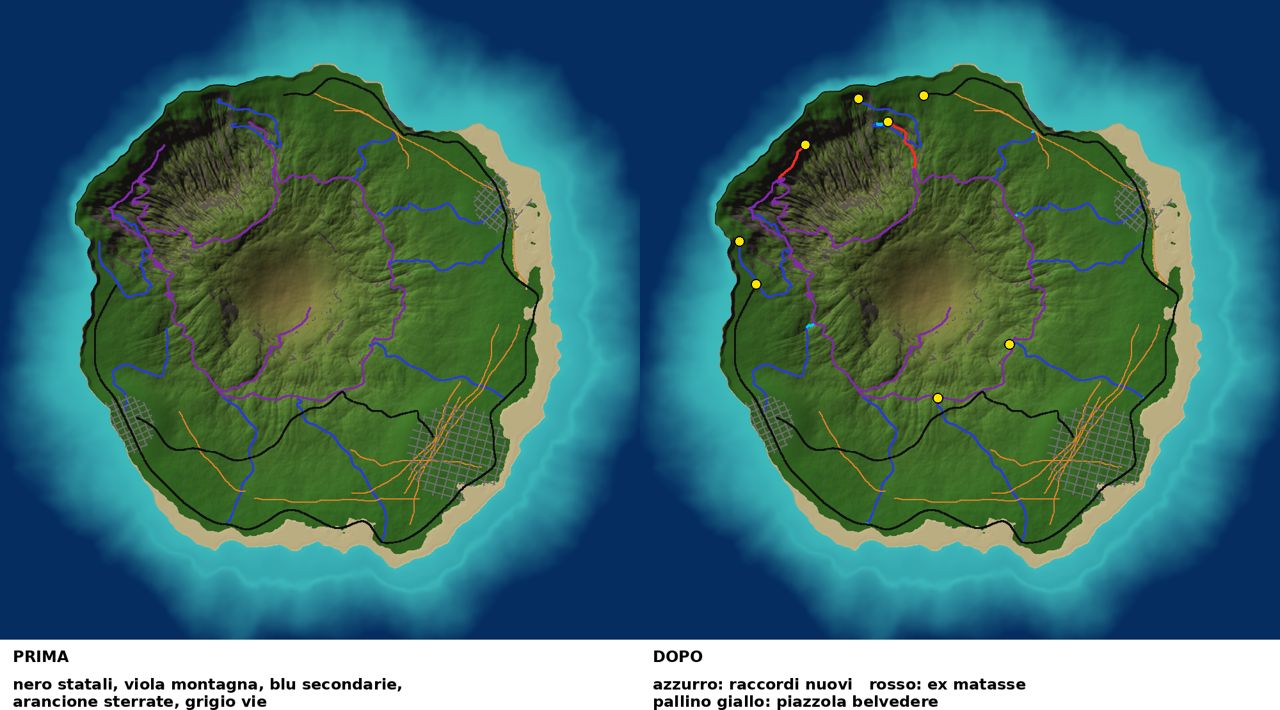 PRIMA
nero statali, viola montagna, blu secondarie,
arancione sterrate, grigio vie
DOPO
azzurro: raccordi nuovi   rosso: ex matasse
pallino giallo: piazzola belvedere